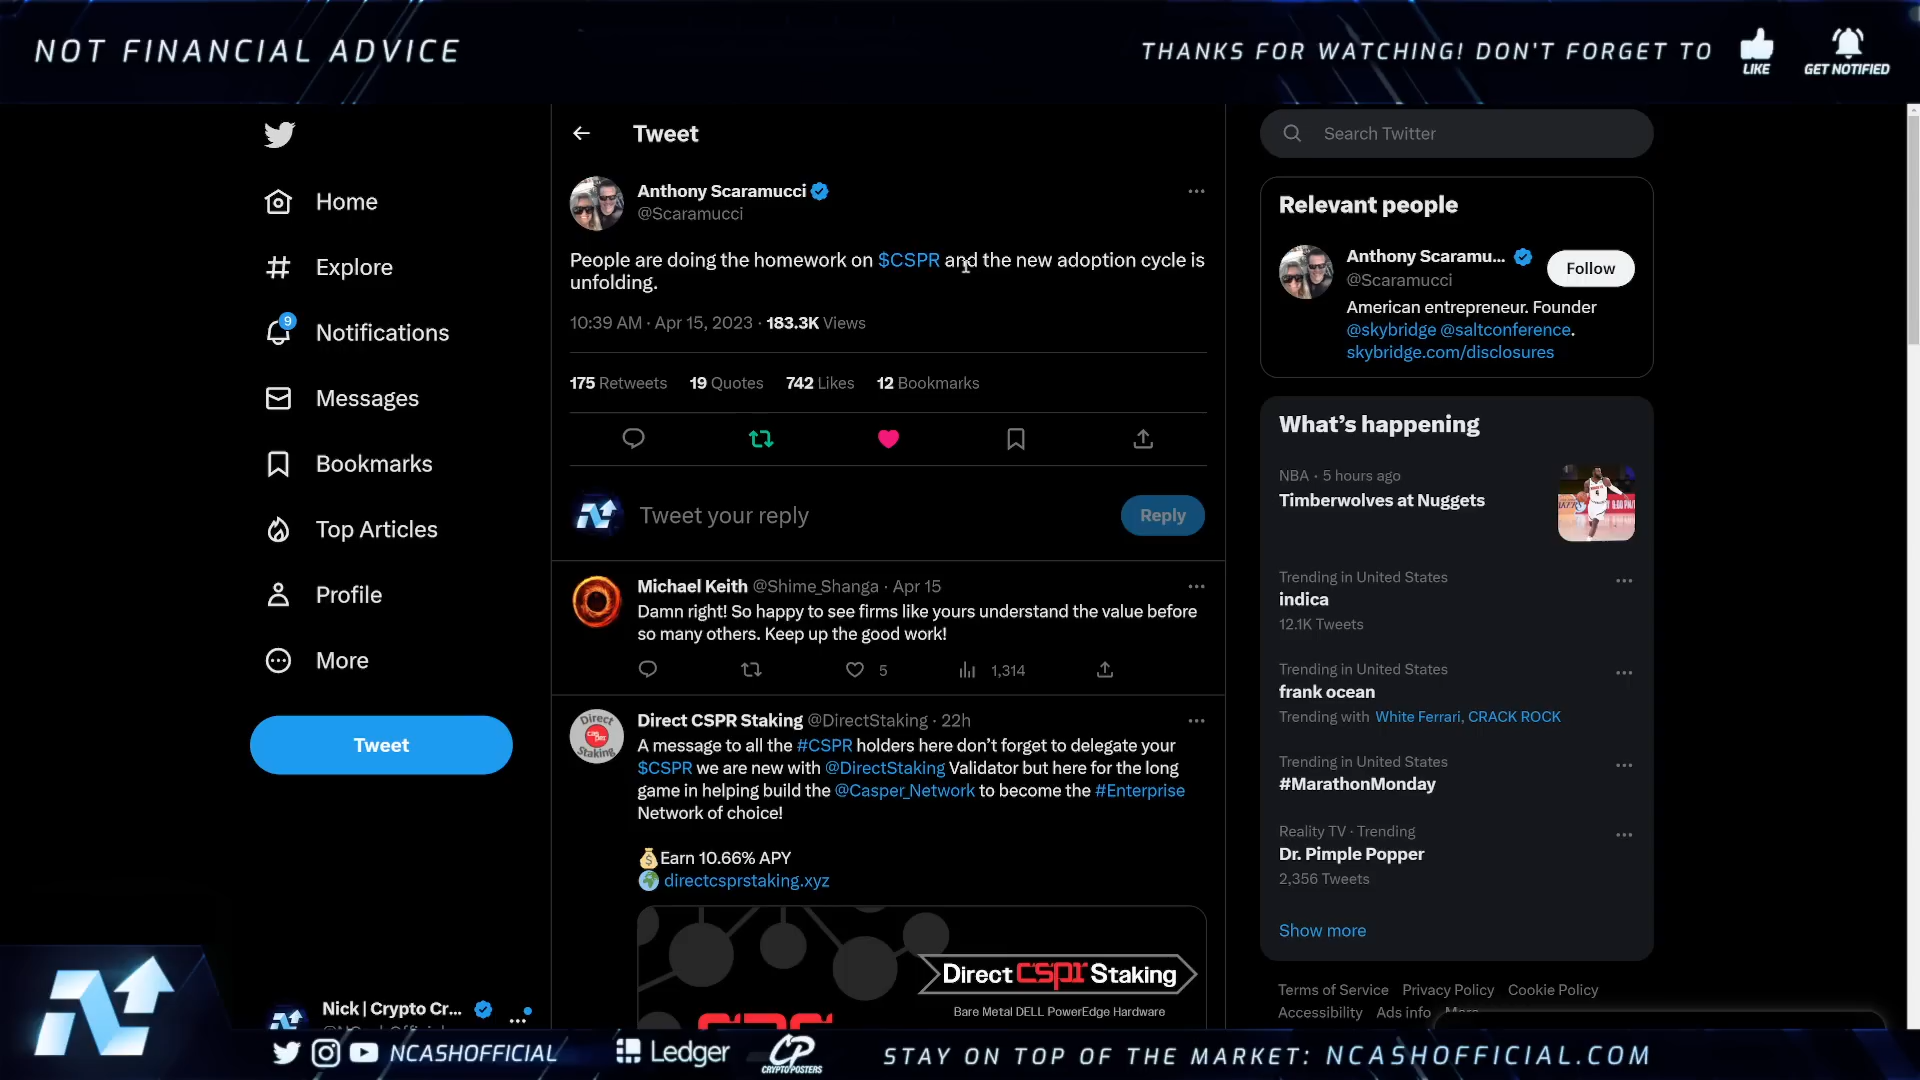 NOT FINANCIAL ADVICE
THANKS FOR WATCHING! DON'T FORGET TO
LIKE
GET NOTIFIED
Home
Explore
9
Notifications
Messages
Bookmarks
Top Articles
Profile
More
Tweet
Nick | Crypto Cr...
Tweet
Anthony Scaramucci
@Scaramucci
People are doing the homework on $CSPR and the new adoption cycle is
unfolding.
10:39 AM · Apr 15, 2023 · 183.3K Views
175 Retweets 19 Quotes 742 Likes 12 Bookmarks
Tweet your reply
Reply
Michael Keith @Shime_Shanga · Apr 15
Damn right! So happy to see firms like yours understand the value before
so many others. Keep up the good work!
5
1,314
Direct CSPR Staking @DirectStaking · 22h
A message to all the #CSPR holders here don't forget to delegate your
$CSPR we are new with @DirectStaking Validator but here for the long
game in helping build the @Casper_Network to become the #Enterprise
Network of choice!
Earn 10.66% APY
directcsprstaking.xyz
Direct cspr Staking
Bare Metal DELL PowerEdge Hardware
Search Twitter
Relevant people
Anthony Scaramu...
@Scaramucci
Follow
American entrepreneur. Founder
@skybridge @saltconference.
skybridge.com/disclosures
What's happening
NBA · 5 hours ago
Timberwolves at Nuggets
Trending in United States
indica
12.1K Tweets
Trending in United States
frank ocean
Trending with White Ferrari, CRACK ROCK
Trending in United States
#MarathonMonday
Reality TV · Trending
Dr. Pimple Popper
2,356 Tweets
Show more
Terms of Service Privacy Policy Cookie Policy
Accessibility Ads info More
NCASHOFFICIAL
Ledger
CP
CRYPTOPOSTERS
STAY ON TOP OF THE MARKET: NCASHOFFICIAL.COM